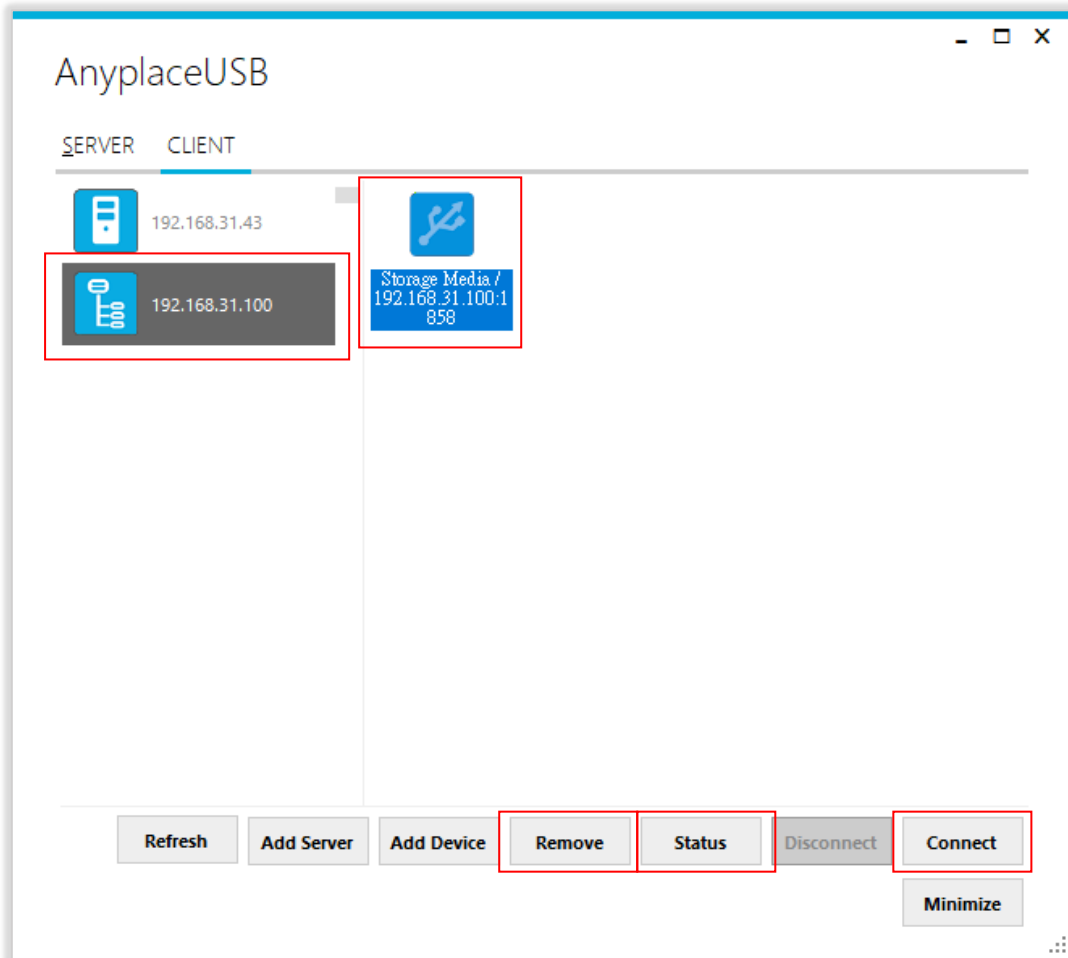 AnyplaceUSB
SERVER CLIENT
192.168.31.43
192.168.31.100
Storage Media /
192.168.31.100:1
858
Refresh Add Server Add Device Remove Status Disconnect Connect
Minimize